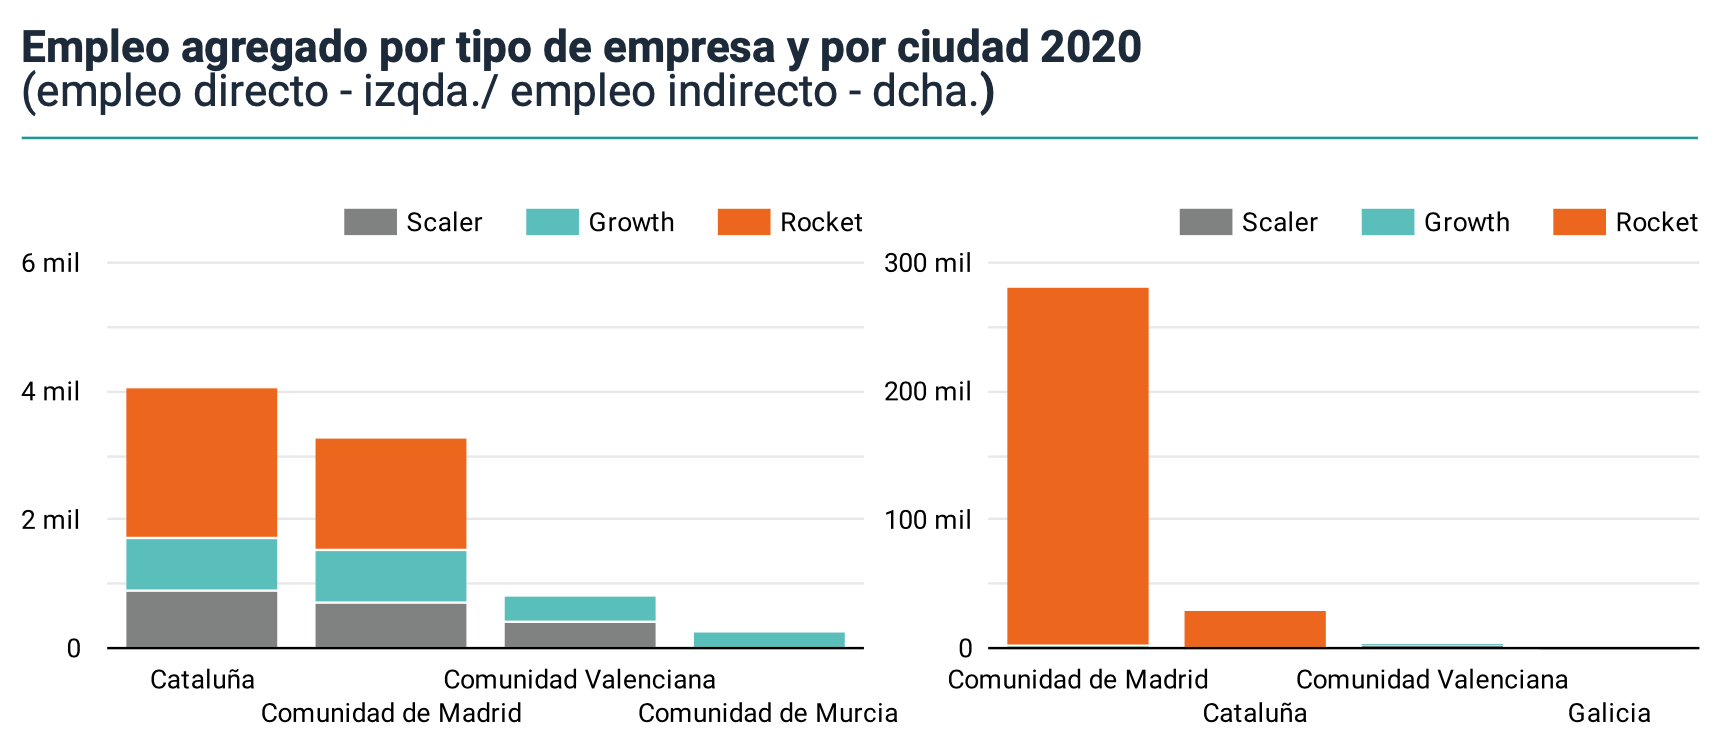 Empleo agregado por tipo de empresa y por ciudad 2020
(empleo directo - izqda./ empleo indirecto - dcha.)
Scaler Growth Rocket
6 mil
4 mil
2 mil
0
Cataluña
Comunidad de Madrid
Comunidad Valenciana
Comunidad de Murcia
Scaler Growth Rocket
300 mil
200 mil
100 mil
0
Comunidad de Madrid
Cataluña
Comunidad Valenciana
Galicia